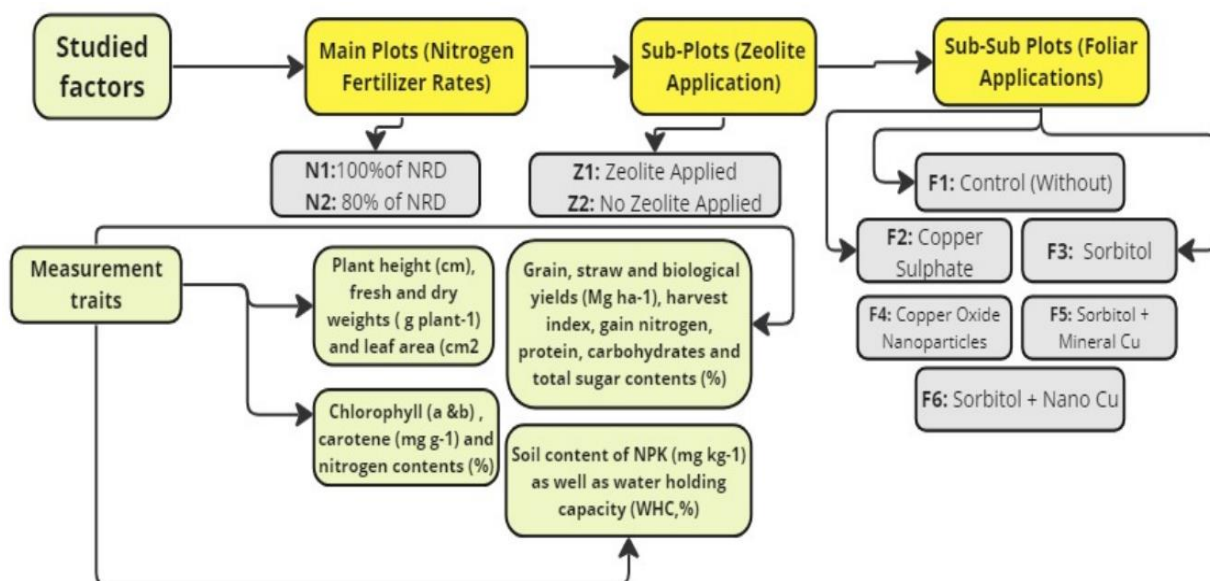 Studied
factors
Main Plots (Nitrogen
Fertilizer Rates)
Sub-Plots (Zeolite
Application)
Sub-Sub Plots (Foliar
Applications)
N1:100%of NRD
N2: 80% of NRD
Z1: Zeolite Applied
Z2: No Zeolite Applied
F1: Control (Without)
F2: Copper
Sulphate
F3: Sorbitol
F4: Copper Oxide
Nanoparticles
F5: Sorbitol +
Mineral Cu
F6: Sorbitol + Nano Cu
Measurement
traits
Plant height (cm),
fresh and dry
weights ( g plant-1)
and leaf area (cm2
Grain, straw and biological
yields (Mg ha-1), harvest
index, gain nitrogen,
protein, carbohydrates and
total sugar contents (%)
Chlorophyll (a &b) ,
carotene (mg g-1) and
nitrogen contents (%)
Soil content of NPK (mg kg-1)
as well as water holding
capacity (WHC,%)